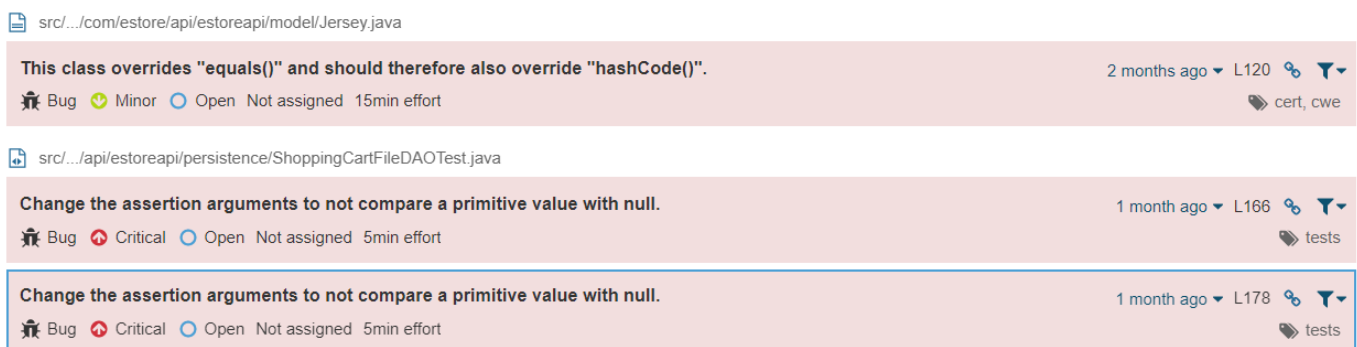 src/.../com/estore/api/estoreapi/model/Jersey.java
This class overrides "equals()" and should therefore also override "hashCode()". 2 months ago L120
Bug Minor Open Not assigned 15min effort cert, cwe
src/.../api/estoreapi/persistence/ShoppingCartFileDAOTest.java
Change the assertion arguments to not compare a primitive value with null. 1 month ago L166
Bug Critical Open Not assigned 5min effort tests
Change the assertion arguments to not compare a primitive value with null. 1 month ago L178
Bug Critical Open Not assigned 5min effort tests